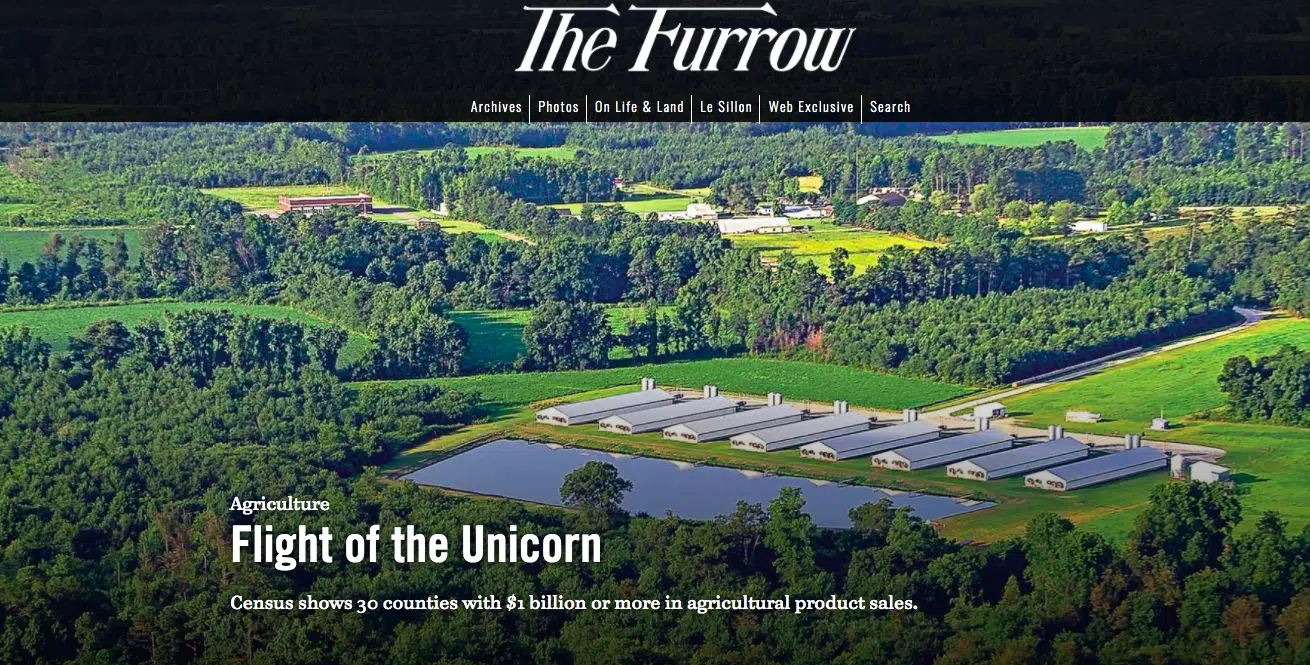 The Furrow
Archives
Photos
On Life & Land
Le Sillon
Web Exclusive
Search
Agriculture
Flight of the Unicorn
Census shows 30 counties with $1 billion or more in agricultural product sales.